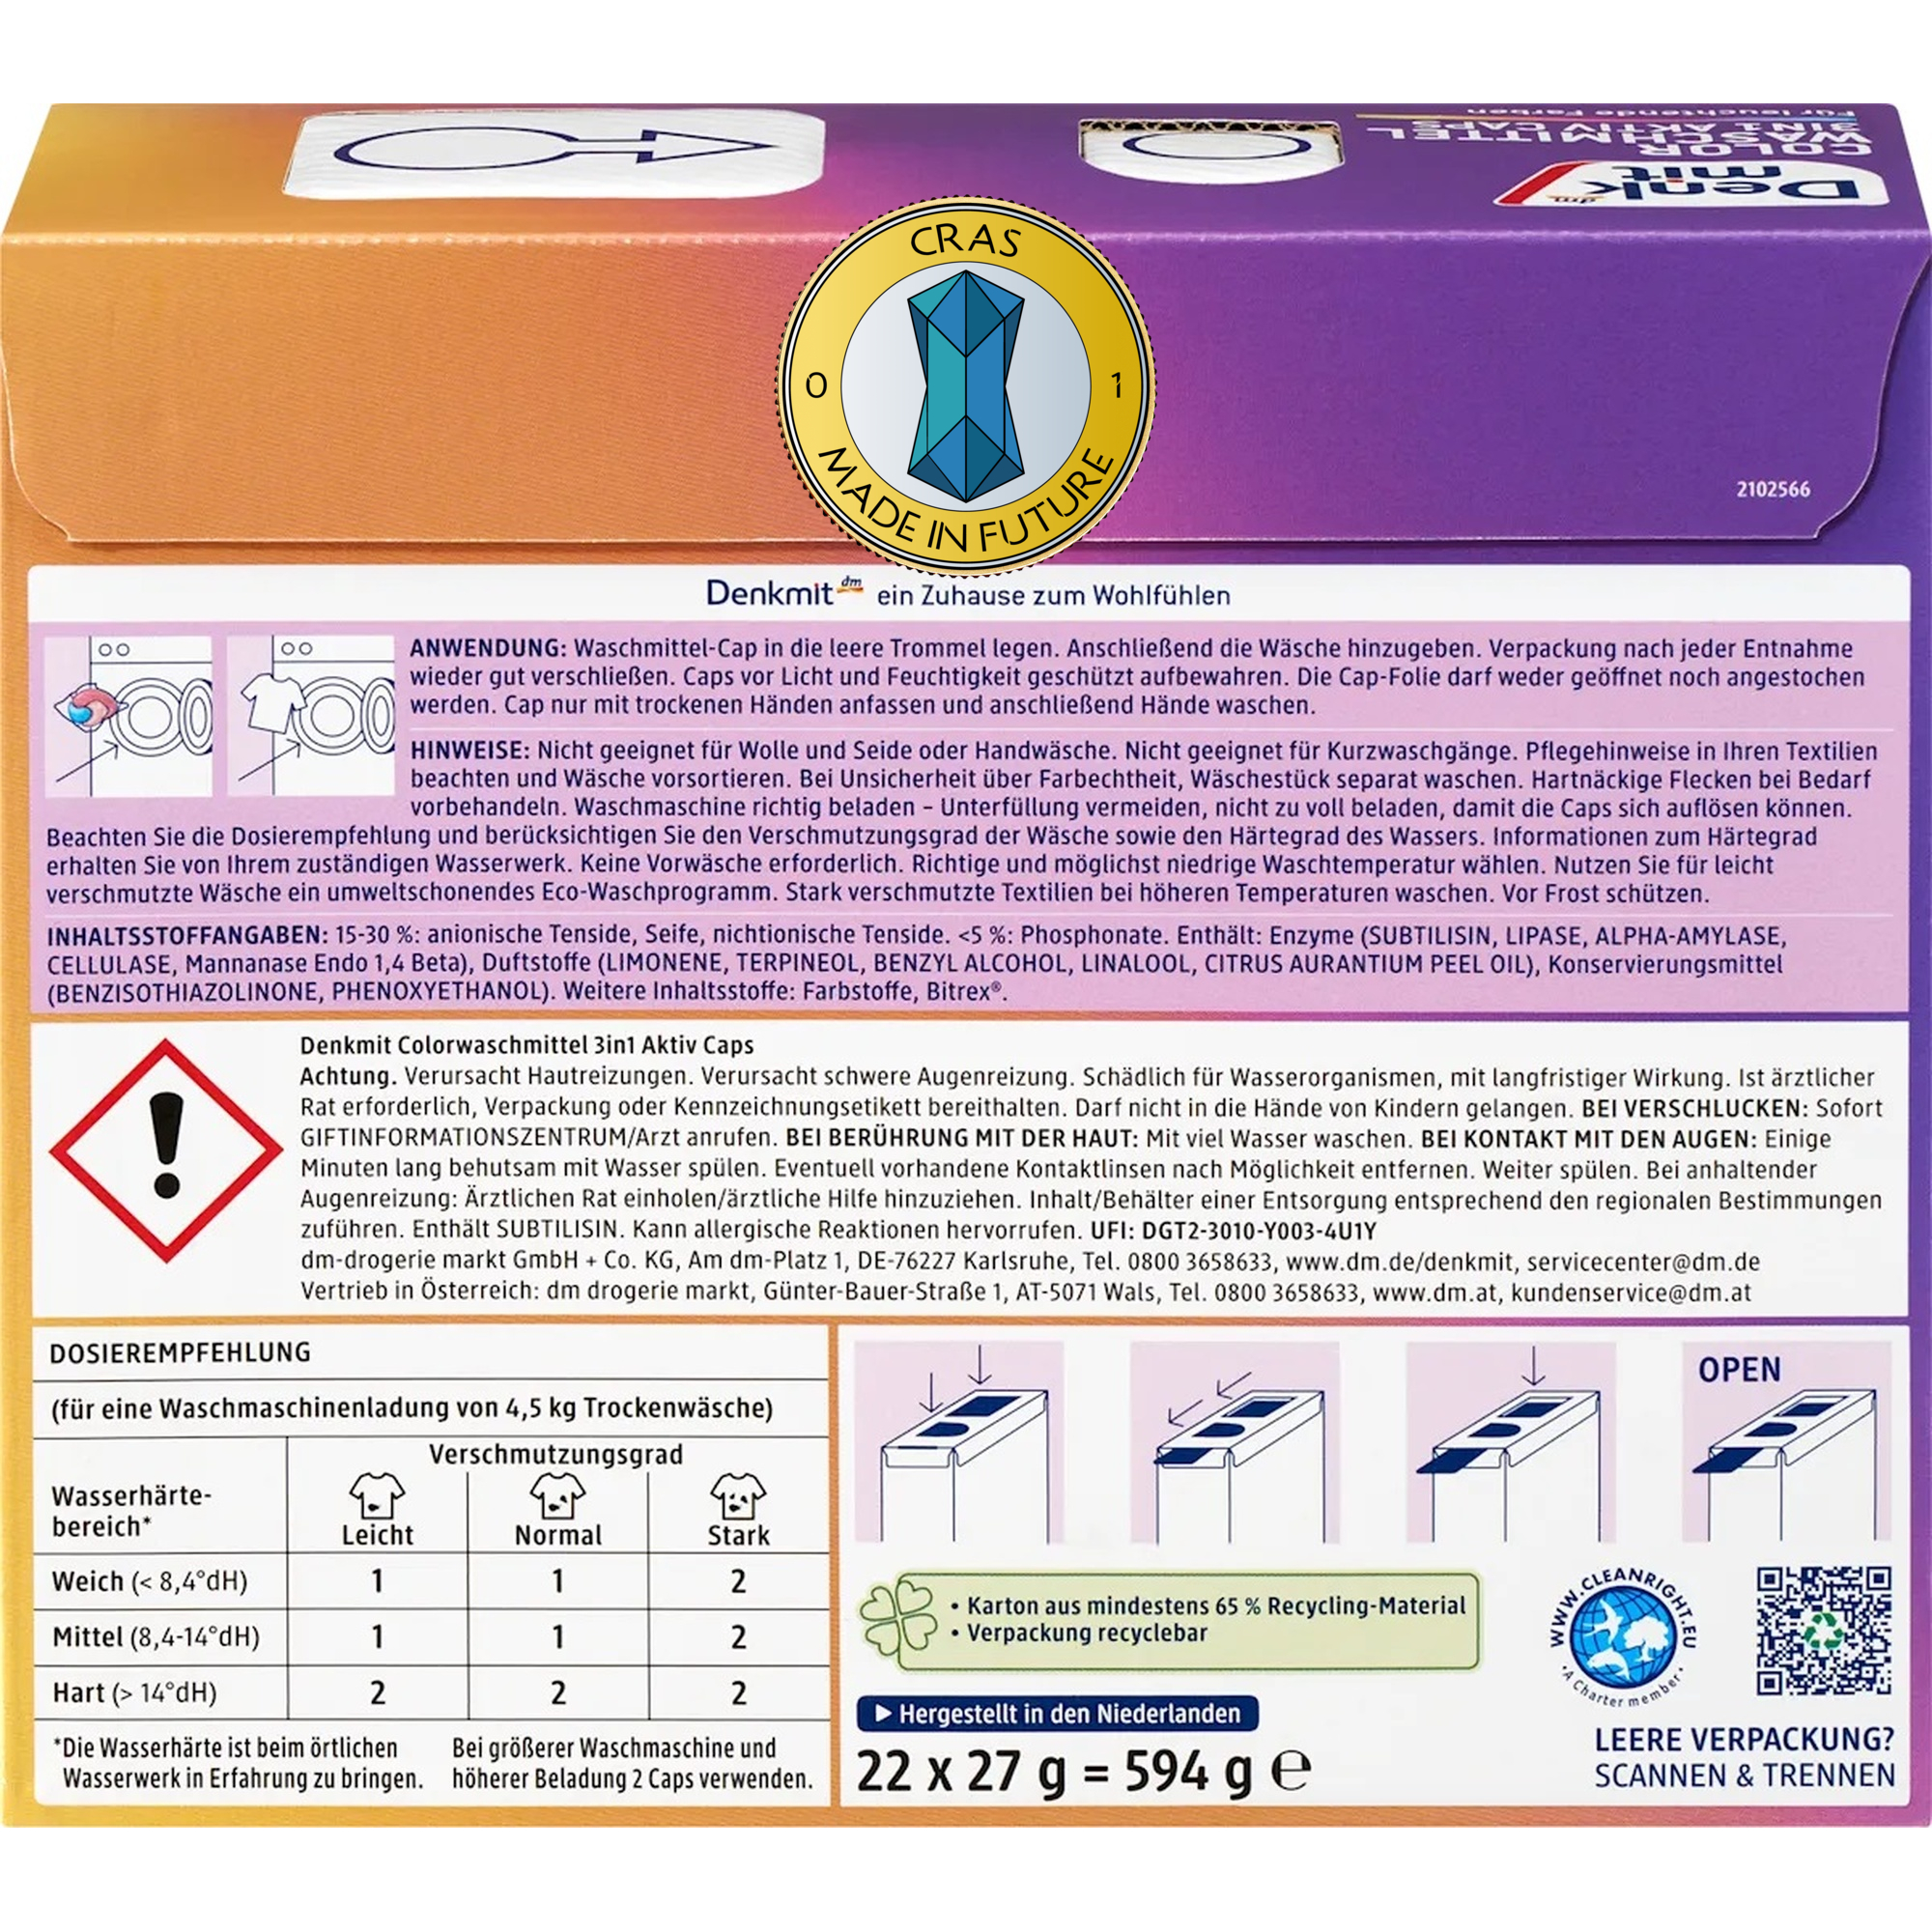 Für leuchtende Farben
COLOR
WASCHMITTEL
3IN1 AKTIV CAPS
Denk
mit
dm
CRAS
0 1
MADE IN FUTURE
2102566
Denkmit dm ein Zuhause zum Wohlfühlen
ANWENDUNG: Waschmittel-Cap in die leere Trommel legen. Anschließend die Wäsche hinzugeben. Verpackung nach jeder Entnahme
wieder gut verschließen. Caps vor Licht und Feuchtigkeit geschützt aufbewahren. Die Cap-Folie darf weder geöffnet noch angestochen
werden. Cap nur mit trockenen Händen anfassen und anschließend Hände waschen.
HINWEISE: Nicht geeignet für Wolle und Seide oder Handwäsche. Nicht geeignet für Kurzwaschgänge. Pflegehinweise in Ihren Textilien
beachten und Wäsche vorsortieren. Bei Unsicherheit über Farbechtheit, Wäschestück separat waschen. Hartnäckige Flecken bei Bedarf
vorbehandeln. Waschmaschine richtig beladen – Unterfüllung vermeiden, nicht zu voll beladen, damit die Caps sich auflösen können.
Beachten Sie die Dosierempfehlung und berücksichtigen Sie den Verschmutzungsgrad der Wäsche sowie den Härtegrad des Wassers. Informationen zum Härtegrad
erhalten Sie von Ihrem zuständigen Wasserwerk. Keine Vorwäsche erforderlich. Richtige und möglichst niedrige Waschtemperatur wählen. Nutzen Sie für leicht
verschmutzte Wäsche ein umweltschonendes Eco-Waschprogramm. Stark verschmutzte Textilien bei höheren Temperaturen waschen. Vor Frost schützen.
INHALTSSTOFFANGABEN: 15-30 %: anionische Tenside, Seife, nichtionische Tenside. <5 %: Phosphonate. Enthält: Enzyme (SUBTILISIN, LIPASE, ALPHA-AMYLASE,
CELLULASE, Mannanase Endo 1,4 Beta), Duftstoffe (LIMONENE, TERPINEOL, BENZYL ALCOHOL, LINALOOL, CITRUS AURANTIUM PEEL OIL), Konservierungsmittel
(BENZISOTHIAZOLINONE, PHENOXYETHANOL). Weitere Inhaltsstoffe: Farbstoffe, Bitrex®.
Denkmit Colorwaschmittel 3in1 Aktiv Caps
Achtung. Verursacht Hautreizungen. Verursacht schwere Augenreizung. Schädlich für Wasserorganismen, mit langfristiger Wirkung. Ist ärztlicher
Rat erforderlich, Verpackung oder Kennzeichnungsetikett bereithalten. Darf nicht in die Hände von Kindern gelangen. BEI VERSCHLUCKEN: Sofort
GIFTINFORMATIONSZENTRUM/Arzt anrufen. BEI BERÜHRUNG MIT DER HAUT: Mit viel Wasser waschen. BEI KONTAKT MIT DEN AUGEN: Einige
Minuten lang behutsam mit Wasser spülen. Eventuell vorhandene Kontaktlinsen nach Möglichkeit entfernen. Weiter spülen. Bei anhaltender
Augenreizung: Ärztlichen Rat einholen/ärztliche Hilfe hinzuziehen. Inhalt/Behälter einer Entsorgung entsprechend den regionalen Bestimmungen
zuführen. Enthält SUBTILISIN. Kann allergische Reaktionen hervorrufen. UFI: DGT2-3010-Y003-4U1Y
dm-drogerie markt GmbH + Co. KG, Am dm-Platz 1, DE-76227 Karlsruhe, Tel. 0800 3658633, www.dm.de/denkmit, servicecenter@dm.de
Vertrieb in Österreich: dm drogerie markt, Günter-Bauer-Straße 1, AT-5071 Wals, Tel. 0800 3658633, www.dm.at, kundenservice@dm.at
DOSIEREMPFEHLUNG
(für eine Waschmaschinenladung von 4,5 kg Trockenwäsche)
Verschmutzungsgrad
Wasserhärte-
bereich*
Leicht Normal Stark
Weich (< 8,4°dH) 1 1 2
Mittel (8,4-14°dH) 1 1 2
Hart (> 14°dH) 2 2 2
*Die Wasserhärte ist beim örtlichen
Wasserwerk in Erfahrung zu bringen.
Bei größerer Waschmaschine und
höherer Beladung 2 Caps verwenden.
OPEN
• Karton aus mindestens 65 % Recycling-Material
• Verpackung recyclebar
Hergestellt in den Niederlanden
22 x 27 g = 594 g ℮
WWW.CLEANRIGHT.EU
• A Charter member •
LEERE VERPACKUNG?
SCANNEN & TRENNEN